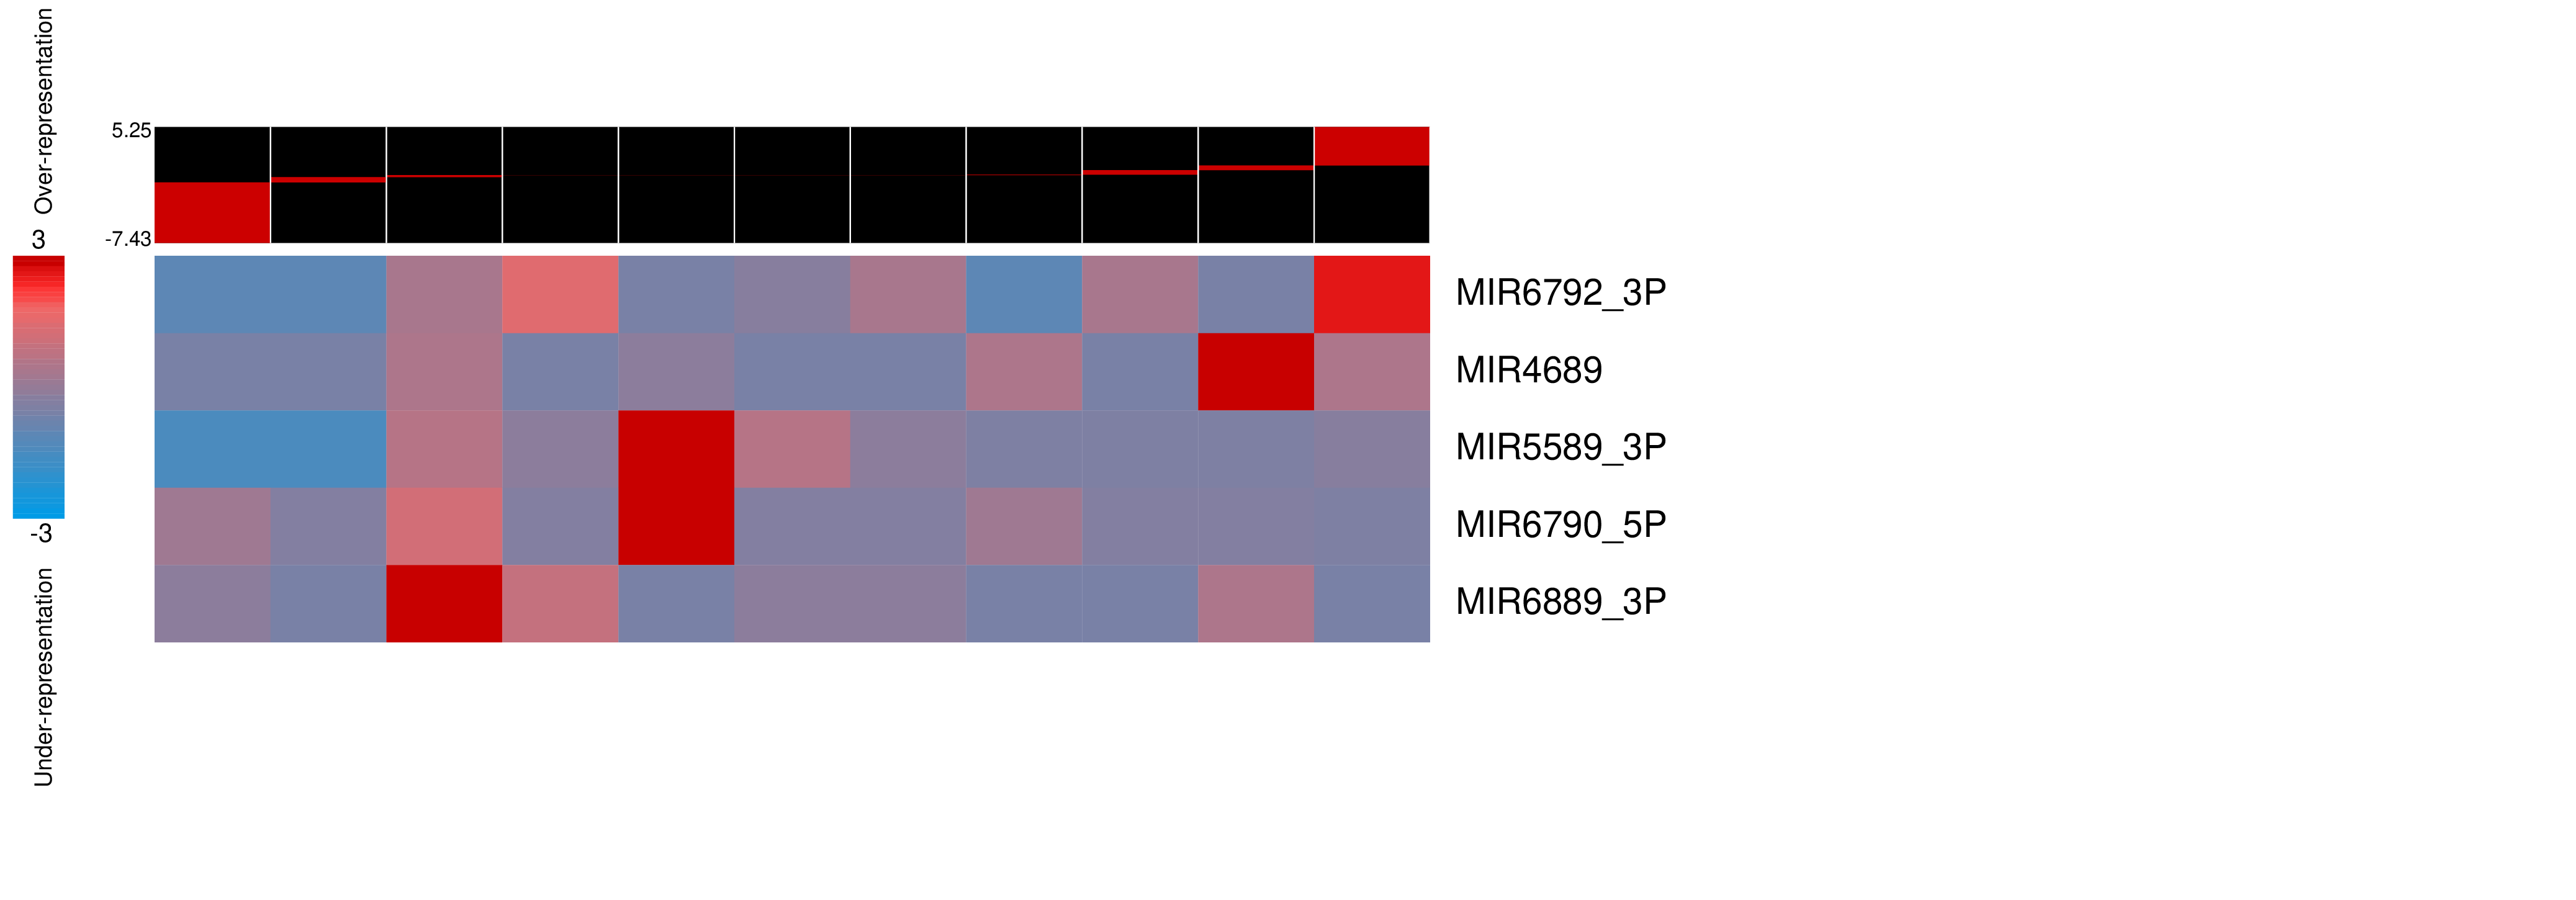 Over-representation
3
-3
Under-representation
5.25
-7.43
MIR6792_3P
MIR4689
MIR5589_3P
MIR6790_5P
MIR6889_3P